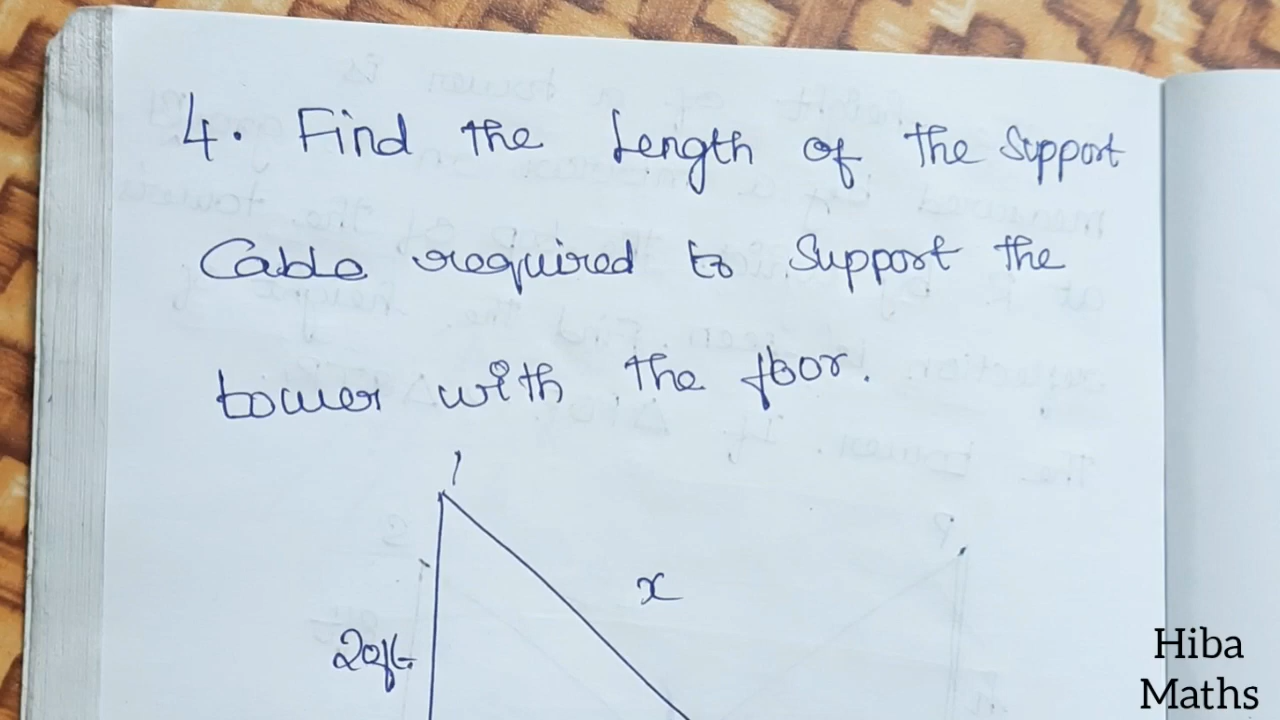 4. Find the Length of the Support
Cable required to Support the
tower with the floor.
x
20ft
Hiba
Maths